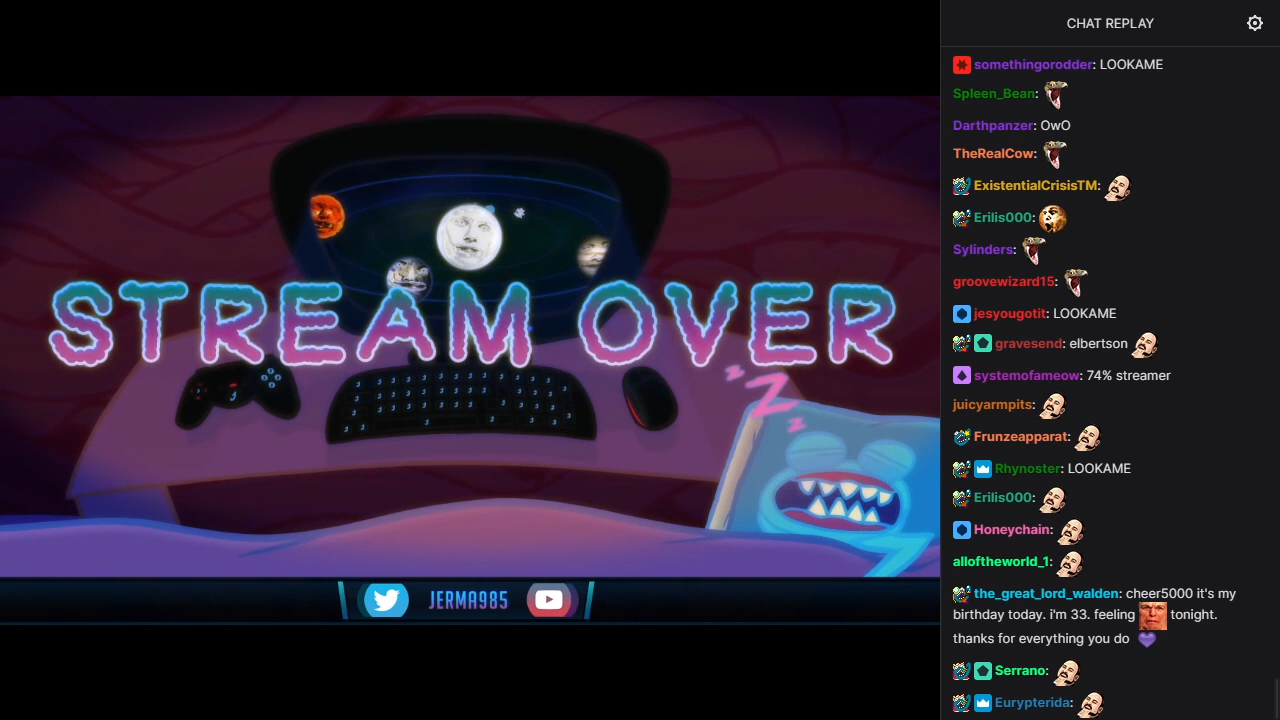 STREAM OVER
z
Z
z
JERMA985
CHAT REPLAY
somethingorodder: LOOKAME
Spleen_Bean:
Darthpanzer: OwO
TheRealCow:
ExistentialCrisisTM:
Erilis000:
Sylinders:
groovewizard15:
jesyougotit: LOOKAME
gravesend: elbertson
systemofameow: 74% streamer
juicyarmpits:
Frunzeapparat:
Rhynoster: LOOKAME
Erilis000:
Honeychain:
alloftheworld_1:
the_great_lord_walden: cheer5000 it's my
birthday today. i'm 33. feeling tonight.
thanks for everything you do
Serrano:
Eurypterida: